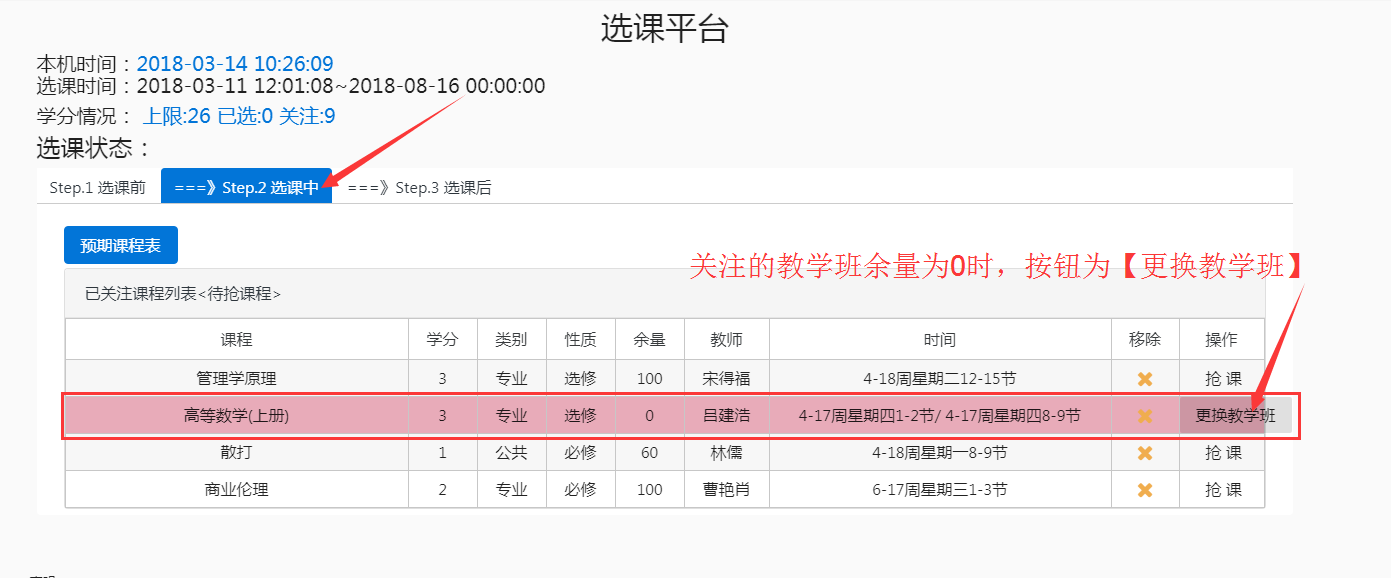 选课平台
本机时间：2018-03-14 10:26:09
选课时间：2018-03-11 12:01:08~2018-08-16 00:00:00
学分情况： 上限:26 已选:0 关注:9
选课状态：
Step.1 选课前 ===》Step.2 选课中 ===》Step.3 选课后
预期课程表
关注的教学班余量为0时，按钮为【更换教学班】
已关注课程列表<待抢课程>
课程 学分 类别 性质 余量 教师 时间 移除 操作
管理学原理 3 专业 选修 100 宋得福 4-18周星期二12-15节 抢 课
高等数学(上册) 3 专业 选修 0 吕建浩 4-17周星期四1-2节/ 4-17周星期四8-9节 更换教学班
散打 1 公共 必修 60 林儒 4-18周星期一8-9节 抢 课
商业伦理 2 专业 必修 100 曹艳肖 6-17周星期三1-3节 抢 课